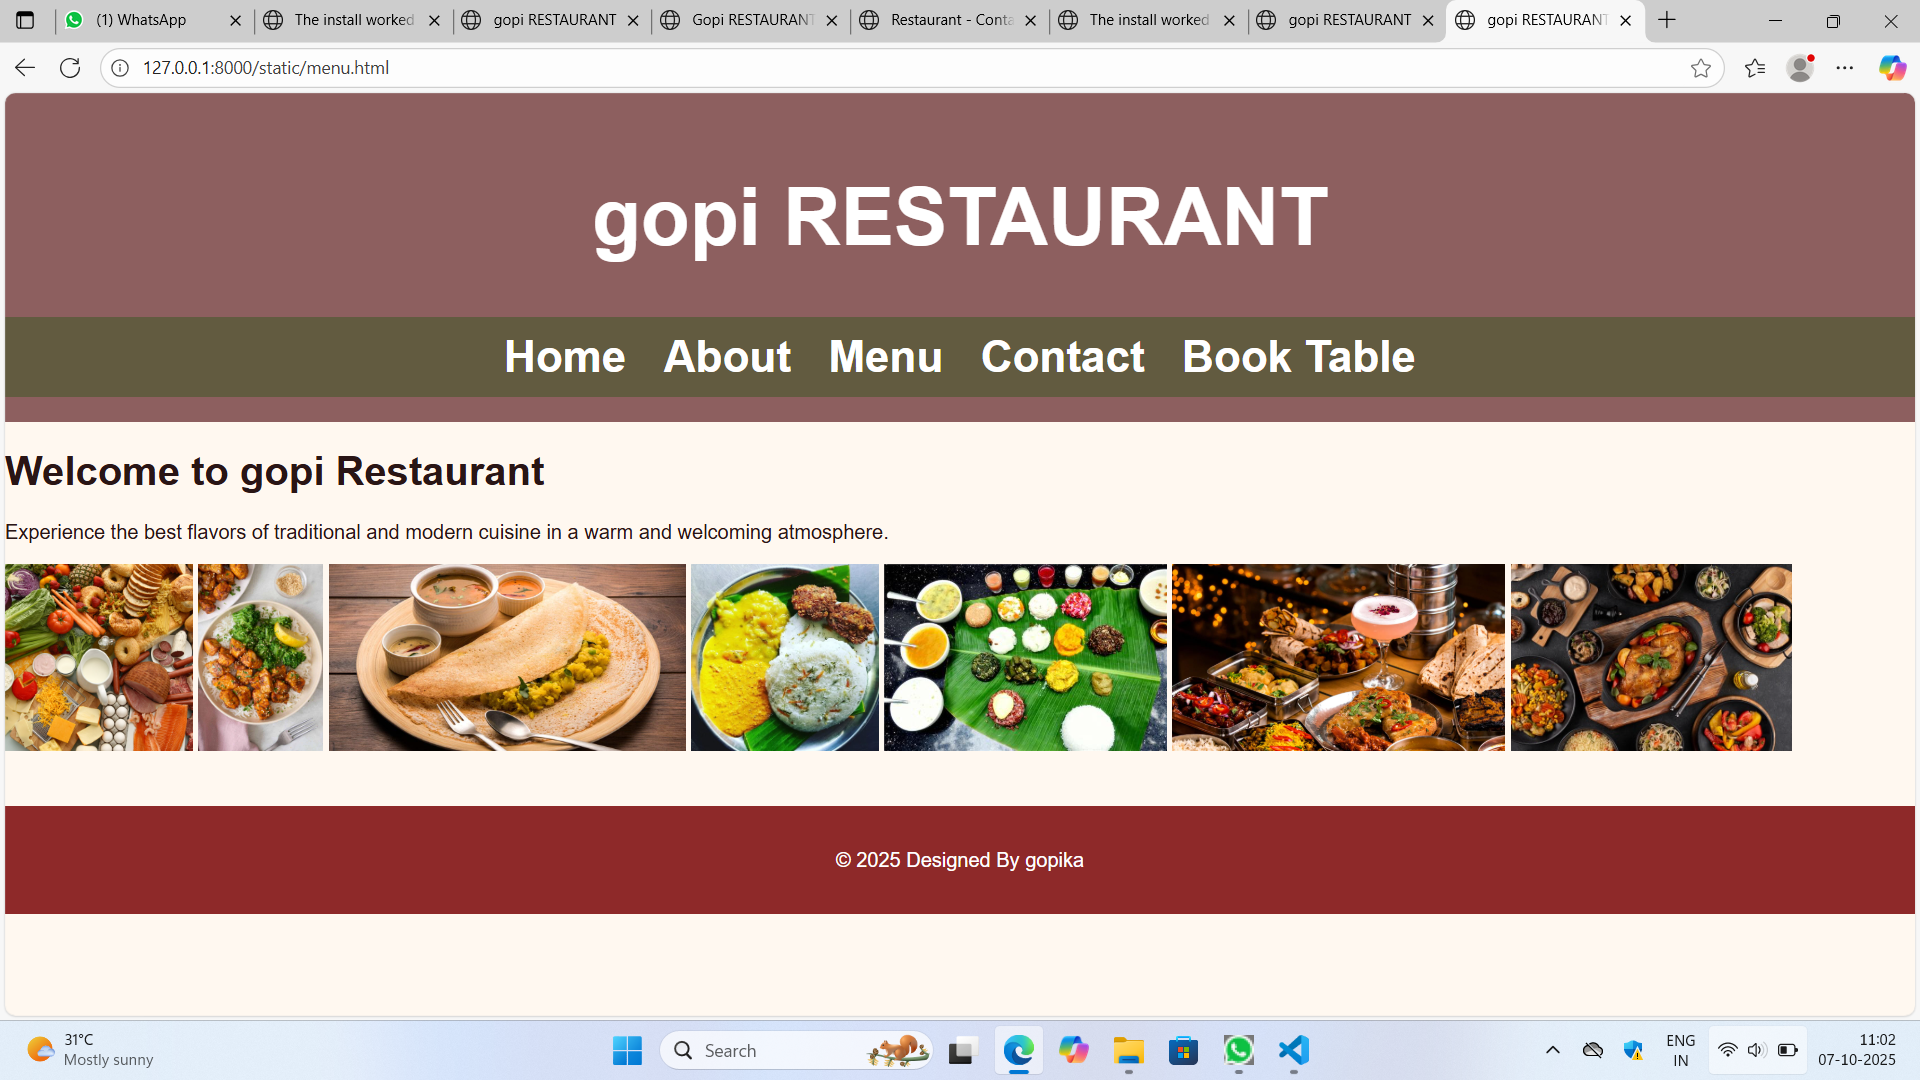 (1) WhatsApp
The install worked
gopi RESTAURANT
Gopi RESTAURANT
Restaurant - Conta
The install worked
gopi RESTAURANT
gopi RESTAURANT
127.0.0.1:8000/static/menu.html
gopi RESTAURANT
Home About Menu Contact Book Table
Welcome to gopi Restaurant
Experience the best flavors of traditional and modern cuisine in a warm and welcoming atmosphere.
© 2025 Designed By gopika
31°C
Mostly sunny
Search
ENG
IN
11:02
07-10-2025